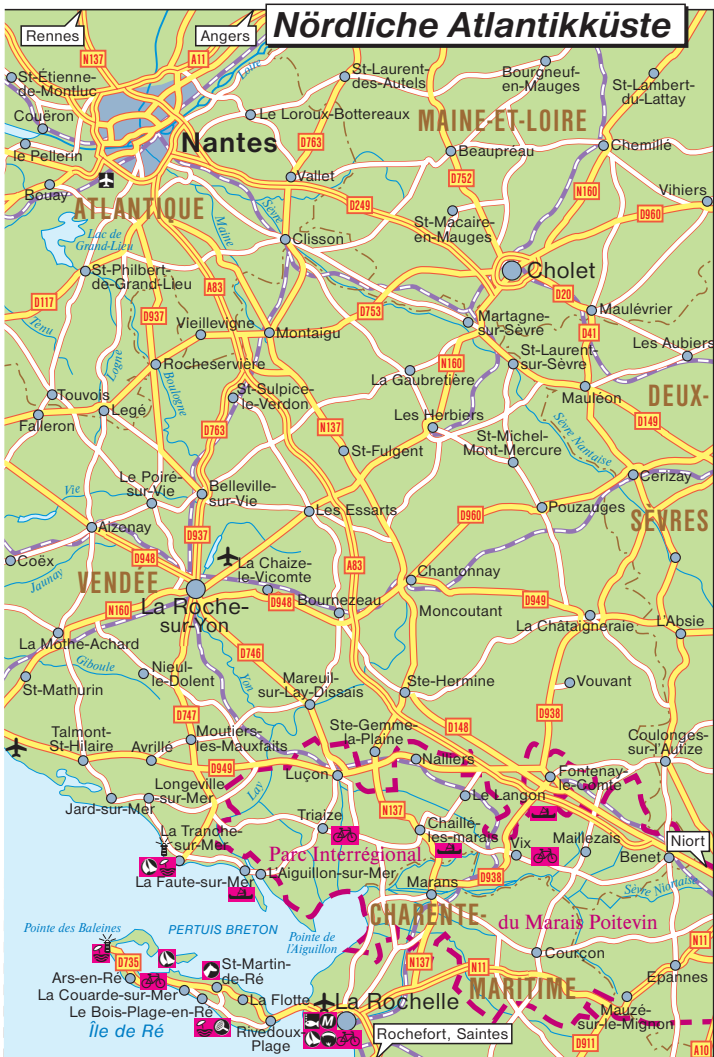 Nördliche Atlantikküste
Rennes
Angers
N137
A11
Loire
St-Étienne-
de-Montluc
Couëron
le Pellerin
Bouay
Nantes
Le Loroux-Bottereaux
St-Laurent-
des-Autels
Bourgneuf-
en-Mauges
St-Lambert-
du-Lattay
MAINE-ET-LOIRE
D763
Beaupréau
Chemillé
Vallet
D752
N160
Vihiers
ATLANTIQUE
D249
D960
Lac de
Grand-Lieu
Maine
Sèvre
St-Macaire-
en-Mauges
Clisson
St-Philbert-
de-Grand-Lieu
Cholet
A83
D117
D937
D753
D20
Tenu
Logne
Vieillevigne
Montaigu
Martagne-
sur-Sèvre
Maulévrier
D41
Les Aubiers
Rocheservière
Boulogne
N160
St-Laurent-
sur-Sèvre
La Gaubretière
Mauléon
DEUX-
Touvois
Legé
Falleron
St-Sulpice-
le-Verdon
Les Herbiers
D763
N137
D149
St-Michel-
Mont-Mercure
Sèvre Nantaise
St-Fulgent
Le Poiré-
sur-Vie
Belleville-
sur-Vie
Vie
Cerizay
Les Essarts
Pouzauges
D960
SÈVRES
Aizenay
D937
Coëx
D948
Jaunay
La Chaize-
le-Vicomte
A83
Chantonnay
VENDÉE
La Roche-
sur-Yon
D948
Bournezeau
Moncoutant
D949
N160
La Châtaigneraie
L'Absie
La Mothe-Achard
D746
Giboule
Nieul-
le-Dolent
Yon
Mareuil-
sur-Lay-Dissais
Ste-Hermine
Vouvant
St-Mathurin
D747
D938
Talmont-
St-Hilaire
Avrillé
Moutiers-
les-Mauxfaits
Ste-Gemme-
la-Plaine
D148
Coulonges-
sur-l'Autize
D949
Luçon
Nailliers
Fontenay-
le-Comte
Longeville
-sur-Mer
Jard-sur-Mer
Lay
Le Langon
N137
Triaize
Chaillé-
les-marais
La Tranche-
sur-Mer
Parc Interrégional
Vix
Maillezais
Niort
Benet
La Faute-sur-Mer
L'Aiguillon-sur-Mer
D938
Marans
Sèvre Niortaise
CHARENTE-
du Marais Poitevin
Pointe des Baleines
PERTUIS BRETON
Pointe de
l'Aiguillon
D735
Ars-en-Ré
St-Martin-
de-Ré
N137
N11
Courçon
N11
Epannes
La Couarde-sur-Mer
Le Bois-Plage-en-Ré
La Flotte
MARITIME
La Rochelle
M
Île de Ré
Rivedoux-
Plage
Rochefort, Saintes
Mauzé-
sur-le-Mignon
D911
A10